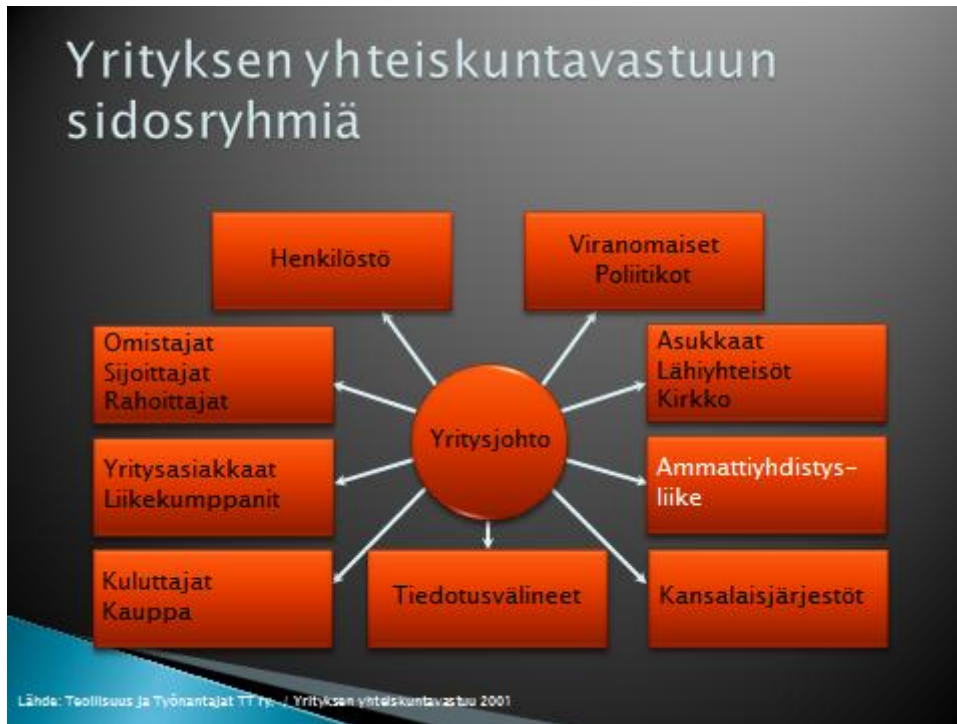 Yrityksen yhteiskuntavastuun
sidosryhmiä
Henkilöstö
Viranomaiset
Poliitikot
Omistajat
Sijoittajat
Rahoittajat
Asukkaat
Lähiyhteisöt
Kirkko
Yritysjohto
Yritysasiakkaat
Liikekumppanit
Ammattiyhdistys-
liike
Kuluttajat
Kauppa
Tiedotusvälineet
Kansalaisjärjestöt
Lähde: Teollisuus ja Työnantajat TT ry. / Yrityksen yhteiskuntavastuu 2001